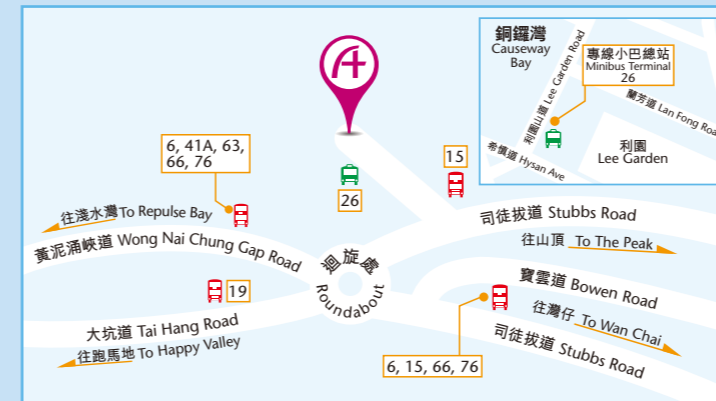 銅鑼灣
Causeway
Bay
專線小巴總站
Minibus Terminal
26
利園山道 Lee Garden Road
蘭芳道 Lan Fong Road
希慎道 Hysan Ave
利園
Lee Garden
6, 41A, 63,
66, 76
15
26
往淺水灣 To Repulse Bay
黃泥涌峽道 Wong Nai Chung Gap Road
司徒拔道 Stubbs Road
往山頂 To The Peak
迴旋處
Roundabout
19
寶雲道 Bowen Road
大坑道 Tai Hang Road
往灣仔 To Wan Chai
往跑馬地 To Happy Valley
司徒拔道 Stubbs Road
6, 15, 66, 76